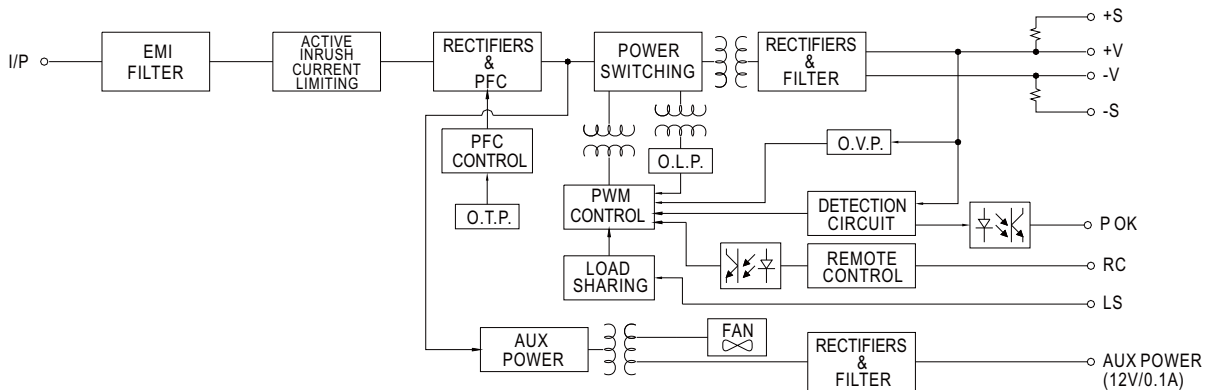 I/P
EMI
FILTER
ACTIVE
INRUSH
CURRENT
LIMITING
RECTIFIERS
&
PFC
POWER
SWITCHING
RECTIFIERS
&
FILTER
+S
+V
-V
-S
PFC
CONTROL
O.L.P.
O.V.P.
O.T.P.
PWM
CONTROL
DETECTION
CIRCUIT
P OK
LOAD
SHARING
REMOTE
CONTROL
RC
LS
AUX
POWER
FAN
RECTIFIERS
&
FILTER
AUX POWER
(12V/0.1A)